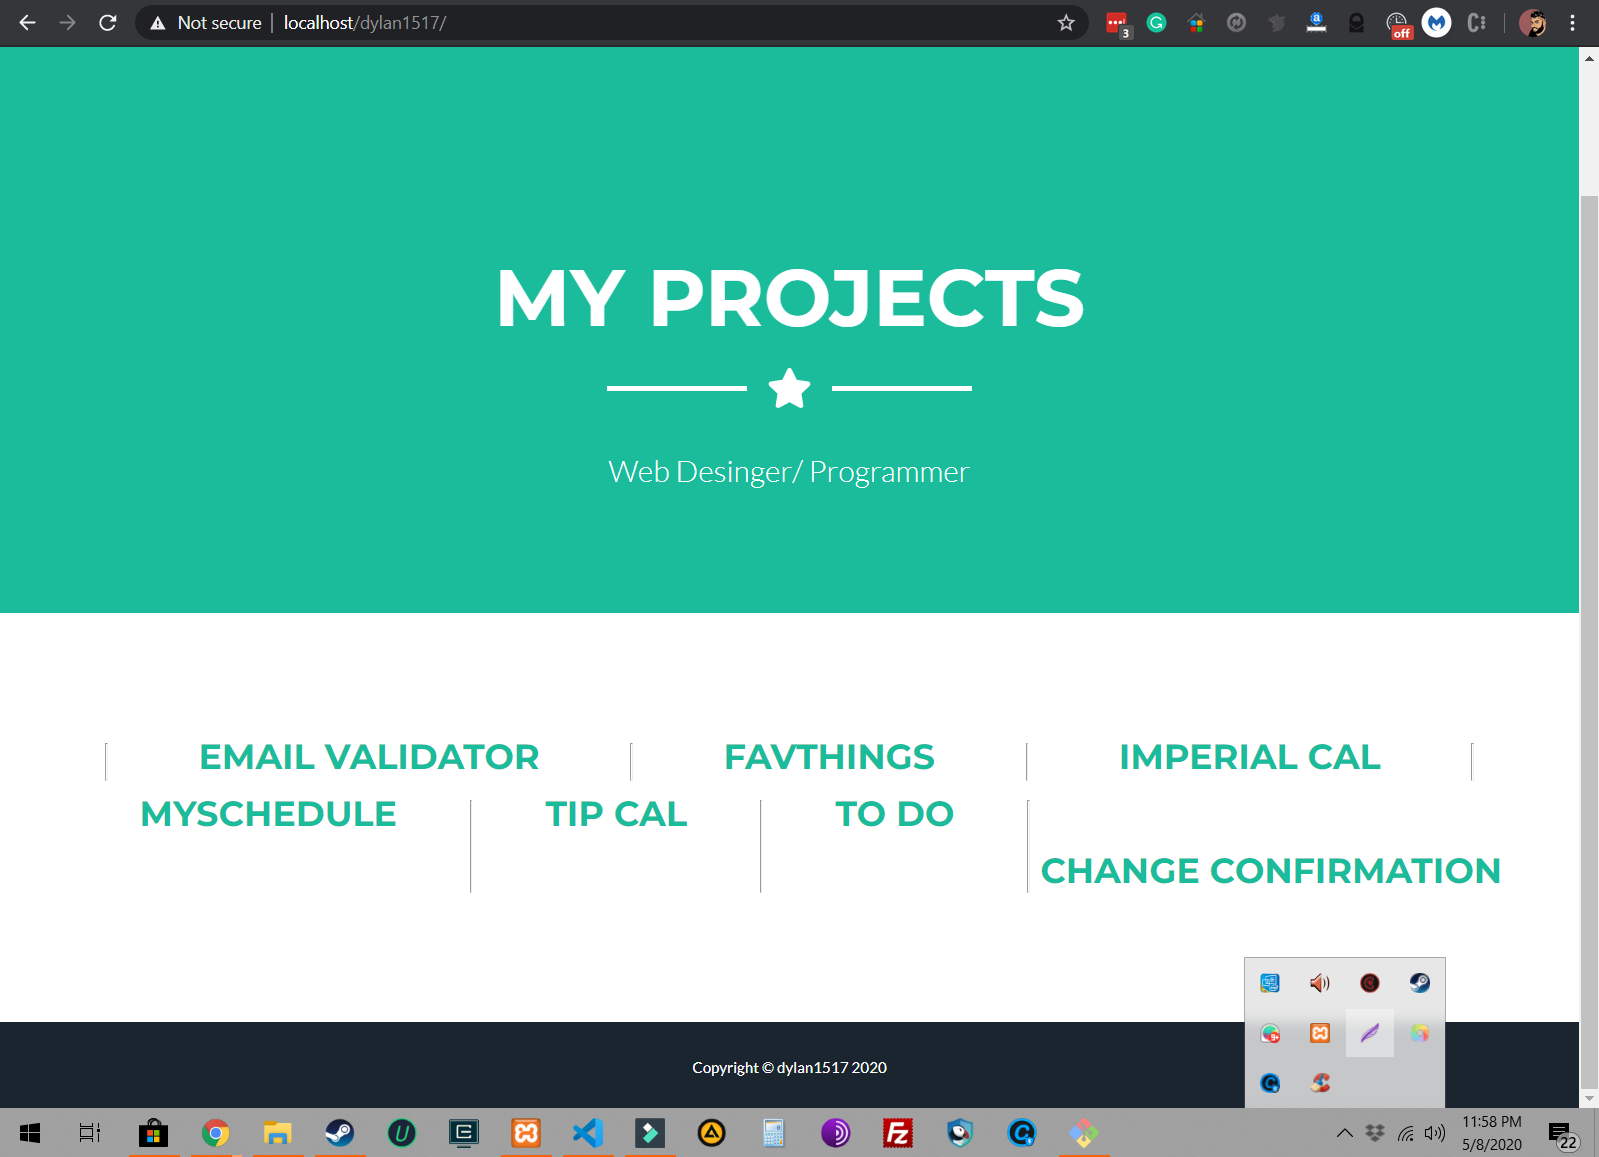 Not secure | localhost/dylan1517/
3
off
MY PROJECTS
Web Desinger/ Programmer
EMAIL VALIDATOR
FAVTHINGS
IMPERIAL CAL
MYSCHEDULE
TIP CAL
TO DO
CHANGE CONFIRMATION
Copyright © dylan1517 2020
11:58 PM
5/8/2020
22